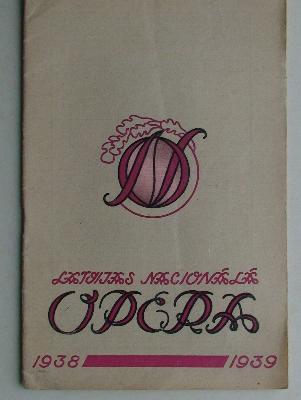 LATVIJAS NACIONĀLĀ
OPERA
1938 1939